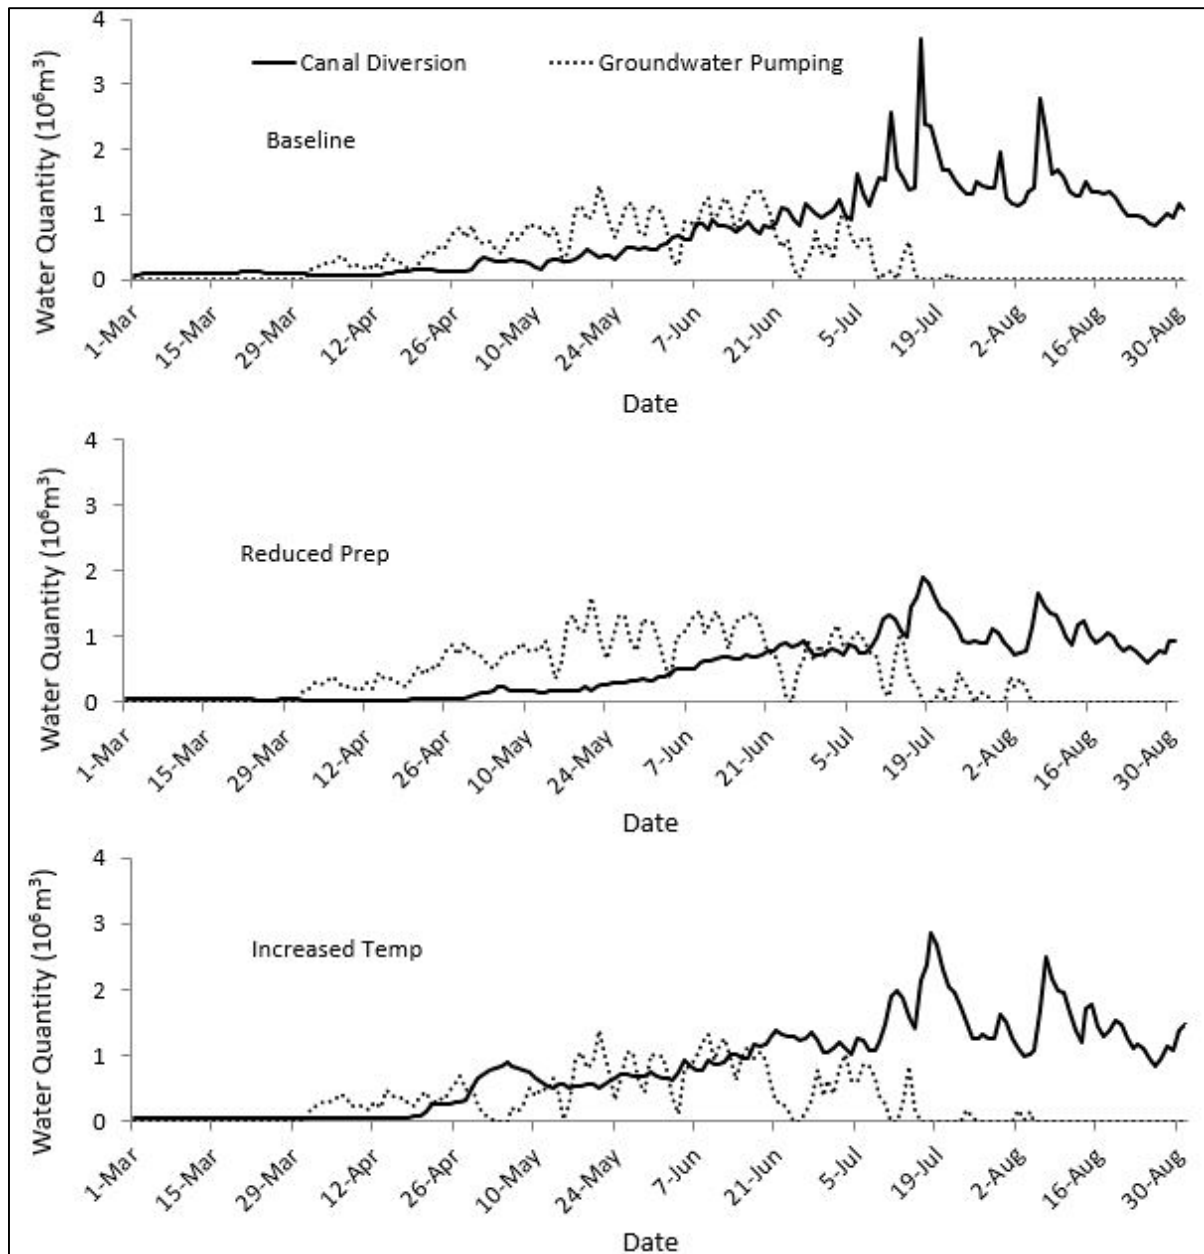 Water Quantity (10⁶m³)
4
3
2
1
0
Canal Diversion
Groundwater Pumping
Baseline
1-Mar
15-Mar
29-Mar
12-Apr
26-Apr
10-May
24-May
7-Jun
21-Jun
5-Jul
19-Jul
2-Aug
16-Aug
30-Aug
Date
Water Quantity (10⁶m³)
4
3
2
1
0
Reduced Prep
1-Mar
15-Mar
29-Mar
12-Apr
26-Apr
10-May
24-May
7-Jun
21-Jun
5-Jul
19-Jul
2-Aug
16-Aug
30-Aug
Date
Water Quantity (10⁶m³)
4
3
2
1
0
Increased Temp
1-Mar
15-Mar
29-Mar
12-Apr
26-Apr
10-May
24-May
7-Jun
21-Jun
5-Jul
19-Jul
2-Aug
16-Aug
30-Aug
Date